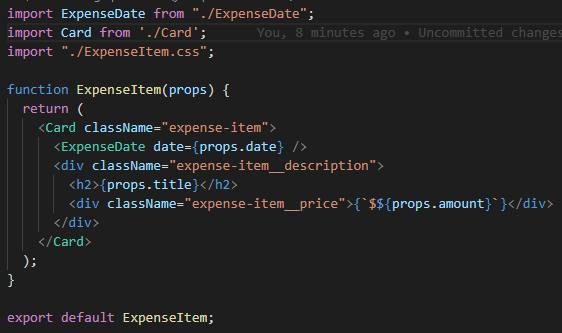 import ExpenseDate from "./ExpenseDate";
import Card from './Card';        You, 8 minutes ago • Uncommitted changes
import "./ExpenseItem.css";

function ExpenseItem(props) {
  return (
    <Card className="expense-item">
      <ExpenseDate date={props.date} />
      <div className="expense-item__description">
        <h2>{props.title}</h2>
        <div className="expense-item__price">{`$${props.amount}`}</div>
      </div>
    </Card>
  );
}

export default ExpenseItem;